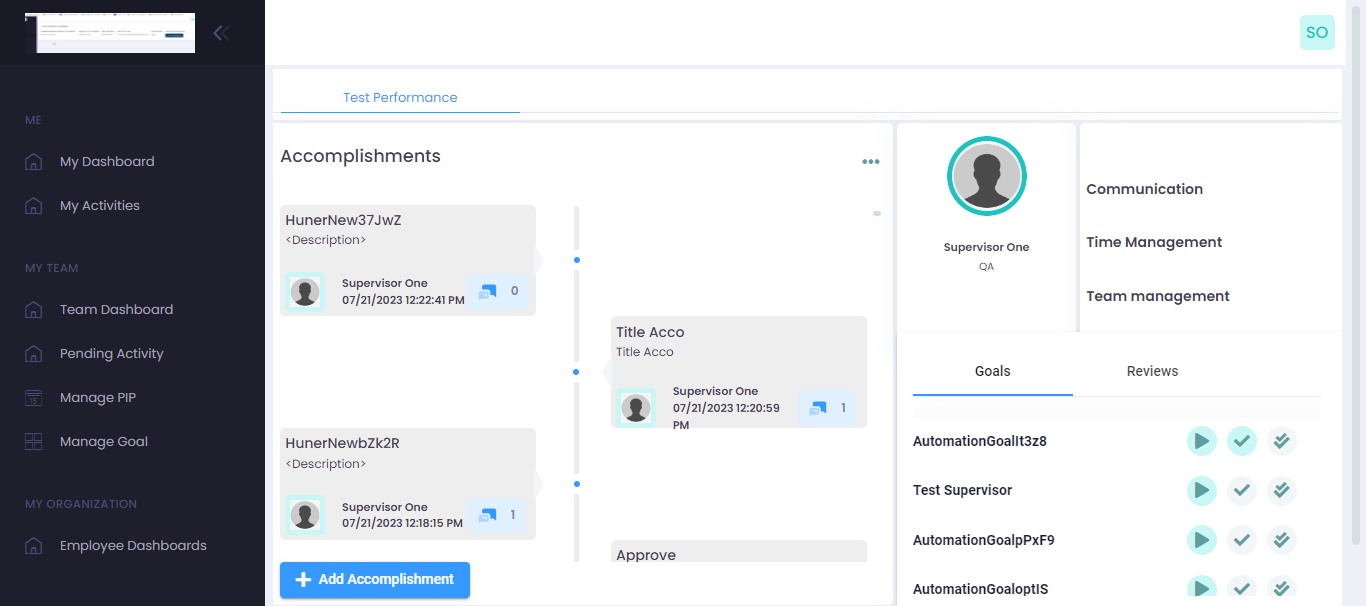 SO
ME
My Dashboard
My Activities
MY TEAM
Team Dashboard
Pending Activity
Manage PIP
15
Manage Goal
MY ORGANIZATION
Employee Dashboards
Test Performance
Accomplishments
HunerNew37JwZ
<Description>
Supervisor One
07/21/2023 12:22:41 PM
0
Title Acco
Title Acco
Supervisor One
07/21/2023 12:20:59
PM
1
HunerNewbZk2R
<Description>
Supervisor One
07/21/2023 12:18:15 PM
1
Approve
Add Accomplishment
Supervisor One
QA
Communication
Time Management
Team management
Goals
Reviews
AutomationGoalIt3z8
Test Supervisor
AutomationGoalpPxF9
AutomationGoaloptIS